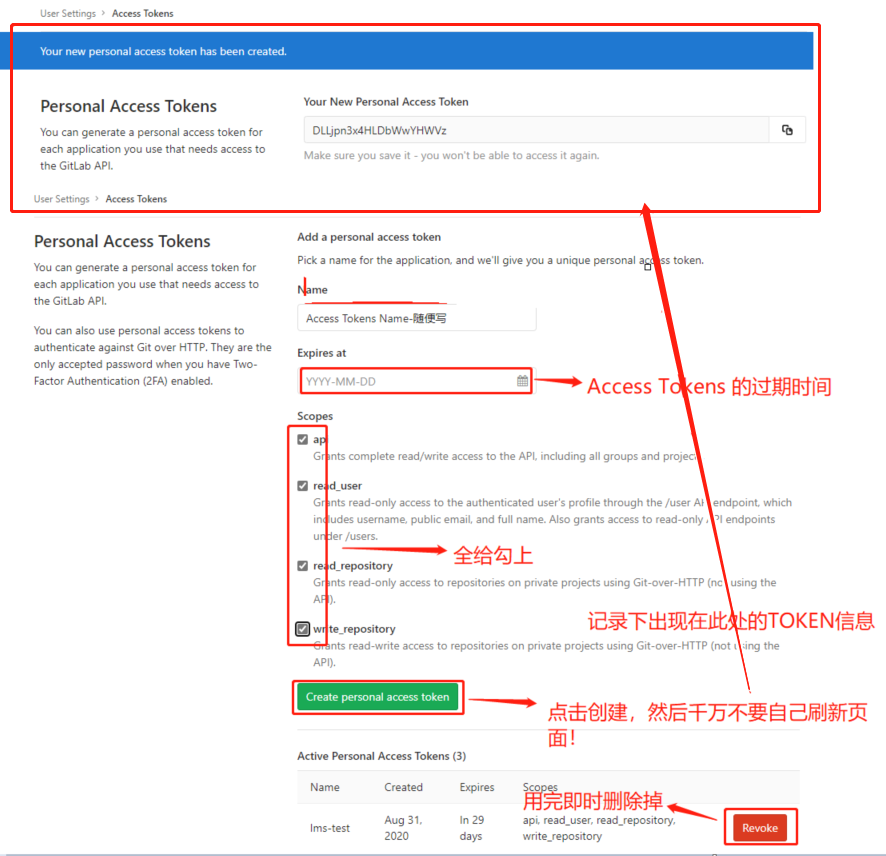 User Settings > Access Tokens
Your new personal access token has been created.
Personal Access Tokens
You can generate a personal access token for
each application you use that needs access to
the GitLab API.
Your New Personal Access Token
DLLjpn3x4HLDbWwYHWVz
Make sure you save it - you won't be able to access it again.
User Settings > Access Tokens
Personal Access Tokens
You can generate a personal access token for
each application you use that needs access to
the GitLab API.
You can also use personal access tokens to
authenticate against Git over HTTP. They are the
only accepted password when you have Two-
Factor Authentication (2FA) enabled.
Add a personal access token
Pick a name for the application, and we'll give you a unique personal access token.
Name
Access Tokens Name-随便写
Expires at
YYYY-MM-DD
Access Tokens 的过期时间
Scopes
api
Grants complete read/write access to the API, including all groups and projec
read_user
Grants read-only access to the authenticated user's profile through the /user API endpoint, which
includes username, public email, and full name. Also grants access to read-only API endpoints
under /users.
全给勾上
read_repository
Grants read-only access to repositories on private projects using Git-over-HTTP (not using the
API).
记录下出现在此处的TOKEN信息
write_repository
Grants read-write access to repositories on private projects using Git-over-HTTP (not using the
API).
Create personal access token
点击创建，然后千万不要自己刷新页
面！
Active Personal Access Tokens (3)
Name Created Expires Scopes
用完即时删除掉
lms-test Aug 31, In 29 api, read_user, read_repository, Revoke
2020 days write_repository